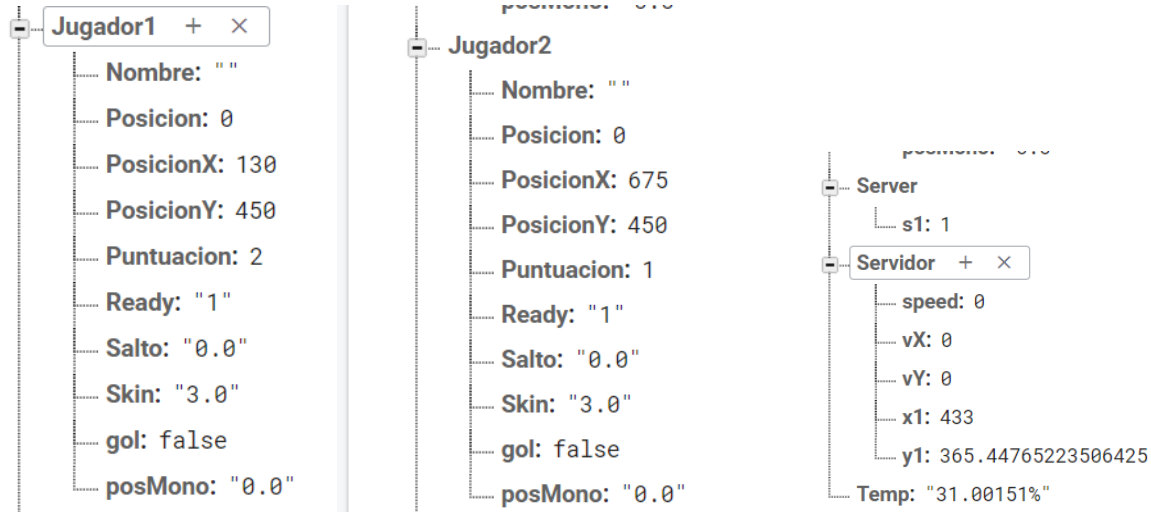 Jugador1 + ×
Nombre: ""
Posicion: 0
PosicionX: 130
PosicionY: 450
Puntuacion: 2
Ready: "1"
Salto: "0.0"
Skin: "3.0"
gol: false
posMono: "0.0"
Jugador2
Nombre: ""
Posicion: 0
PosicionX: 675
PosicionY: 450
Puntuacion: 1
Ready: "1"
Salto: "0.0"
Skin: "3.0"
gol: false
posMono: "0.0"
Server
s1: 1
Servidor + ×
speed: 0
vX: 0
vY: 0
x1: 433
y1: 365.44765223506425
Temp: "31.00151%"